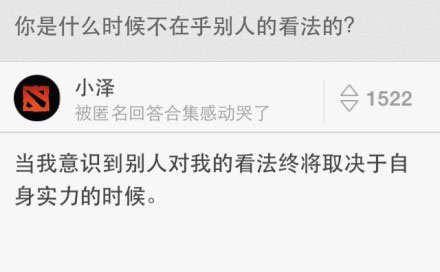 你是什么时候不在乎别人的看法的?
小泽
被匿名回答合集感动哭了
1522
当我意识到别人对我的看法终将取决于自
身实力的时候。